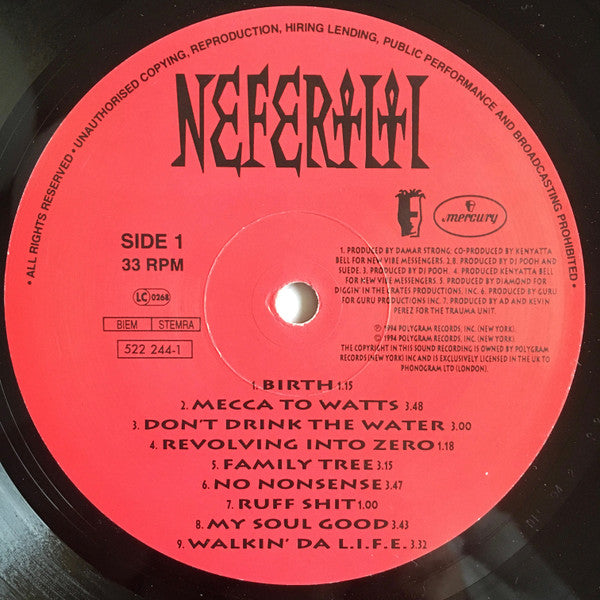 • ALL RIGHTS RESERVED • UNAUTHORISED COPYING, REPRODUCTION, HIRING LENDING, PUBLIC PERFORMANCE AND BROADCASTING PROHIBITED •
NEFERTITI
mercury
SIDE 1
33 RPM
LC 0268
BIEM STEMRA
522 244-1
1. PRODUCED BY DAMAR STRONG; CO-PRODUCED BY KENYATTA
BELL FOR NEW VIBE MESSENGERS. 2.8. PRODUCED BY DJ POOH AND
SUEDE. 3. PRODUCED BY DJ POOH. 4. PRODUCED KENYATTA BELL
FOR KEW VIBE MESSENGERS. 5. PRODUCED BY DIAMOND FOR
DIGGIN' IN THE CRATES PRODUCTIONS, INC. 6. PRODUCED BY GURU
FOR GURU PRODUCTIONS INC. 7. PRODUCED BY AD AND KEVIN
PEREZ FOR THE TRAUMA UNIT.
℗ 1994 POLYGRAM RECORDS, INC. (NEW YORK).
© 1994 POLYGRAM RECORDS, INC. (NEW YORK).
THE COPYRIGHT IN THIS SOUND RECORDING IS OWNED BY POLYGRAM
RECORDS (NEW YORK) INC AND IS EXCLUSIVELY LICENSED IN THE UK TO
PHONOGRAM LTD (LONDON).
1. BIRTH 1.15
2. MECCA TO WATTS 3.48
3. DON'T DRINK THE WATER 3.00
4. REVOLVING INTO ZERO 1.18
5. FAMILY TREE 3.15
6. NO NONSENSE 3.47
7. RUFF SHIT 1.00
8. MY SOUL GOOD 3.43
9. WALKIN' DA L.I.F.E. 3.32